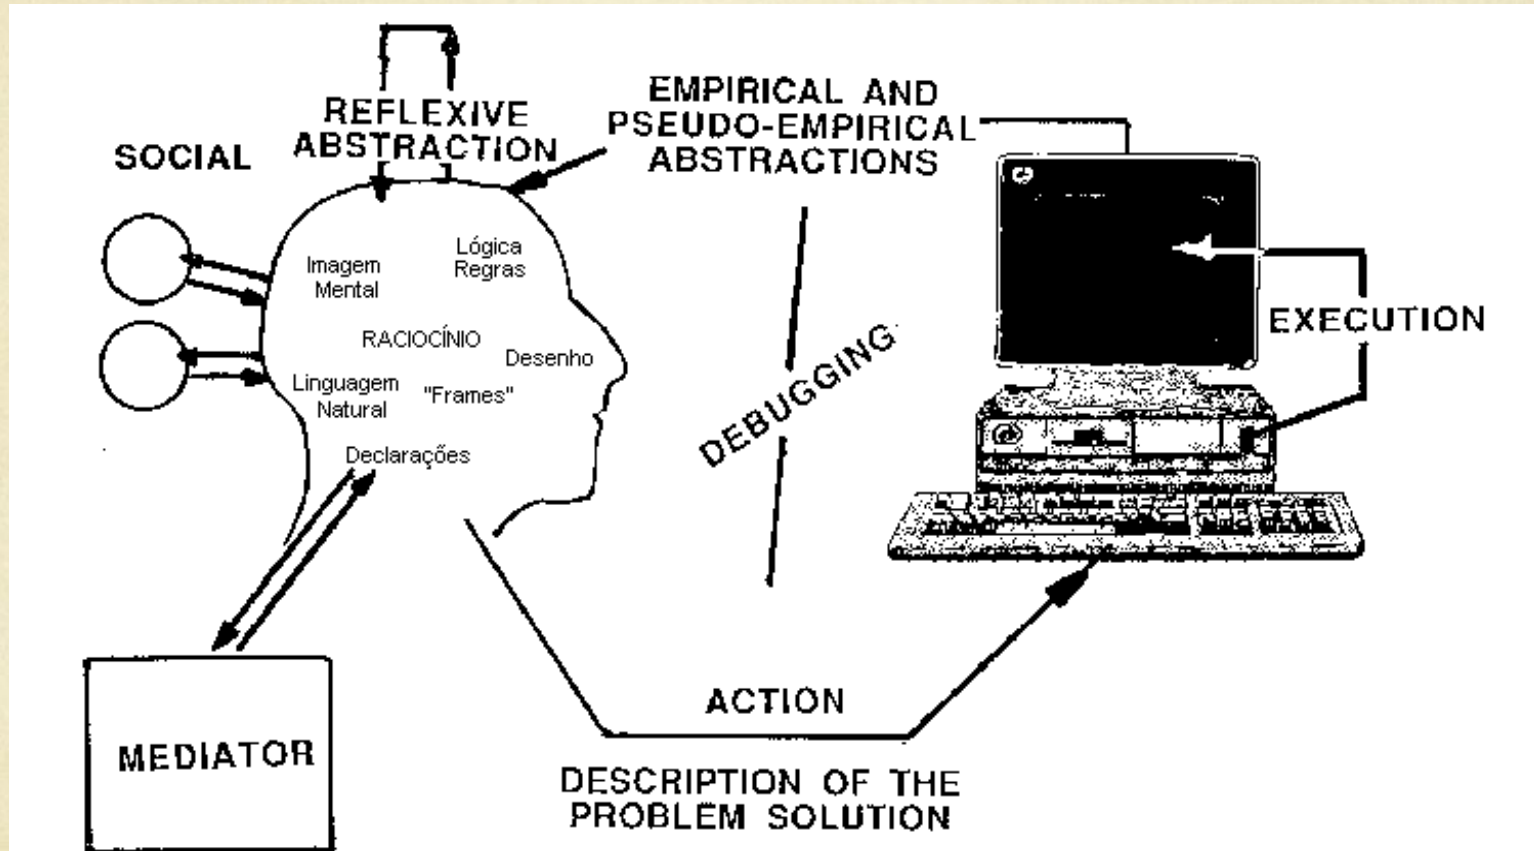 REFLEXIVE
ABSTRACTION
EMPIRICAL AND
PSEUDO-EMPIRICAL
ABSTRACTIONS
SOCIAL
Imagem
Mental
Lógica
Regras
RACIOCÍNIO
Desenho
Linguagem
Natural
"Frames"
Declarações
DEBUGGING
EXECUTION
MEDIATOR
ACTION
DESCRIPTION OF THE
PROBLEM SOLUTION